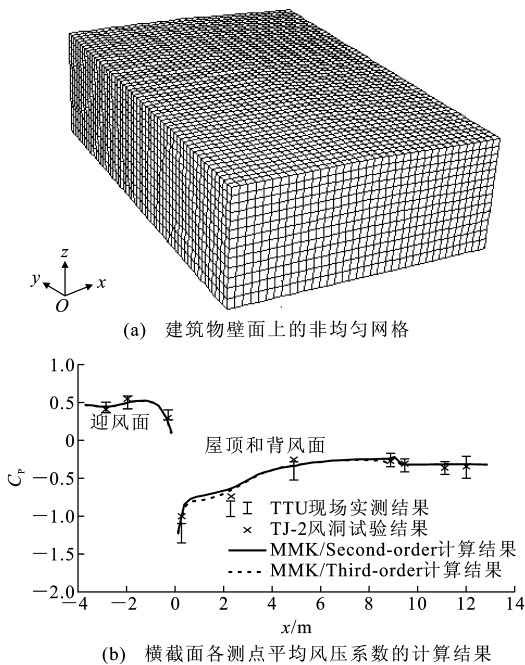 z
y
x
O
(a) 建筑物壁面上的非均匀网格
1.0
0.5
0
−0.5
−1.0
−1.5
−2.0
C_P
迎风面
屋顶和背风面
TTU现场实测结果
TJ-2风洞试验结果
MMK/Second-order计算结果
MMK/Third-order计算结果
−4 −2 0 2 4 6 8 10 12 14
x/m
(b) 横截面各测点平均风压系数的计算结果